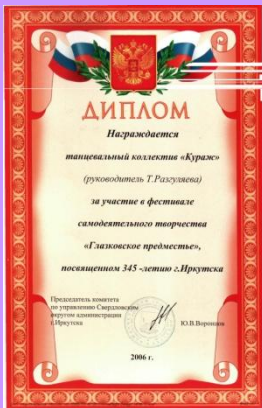 ДИПЛОМ
Награждается
танцевальный коллектив «Кураж»
(руководитель Т.Разгуляева)
за участие в фестивале
самодеятельного творчества
«Глазковское предместье»,
посвященном 345 -летию г.Иркутска
Председатель комитета
по управлению Свердловским
округом администрации
г.Иркутска
Ю.В.Воронцов
2006 г.